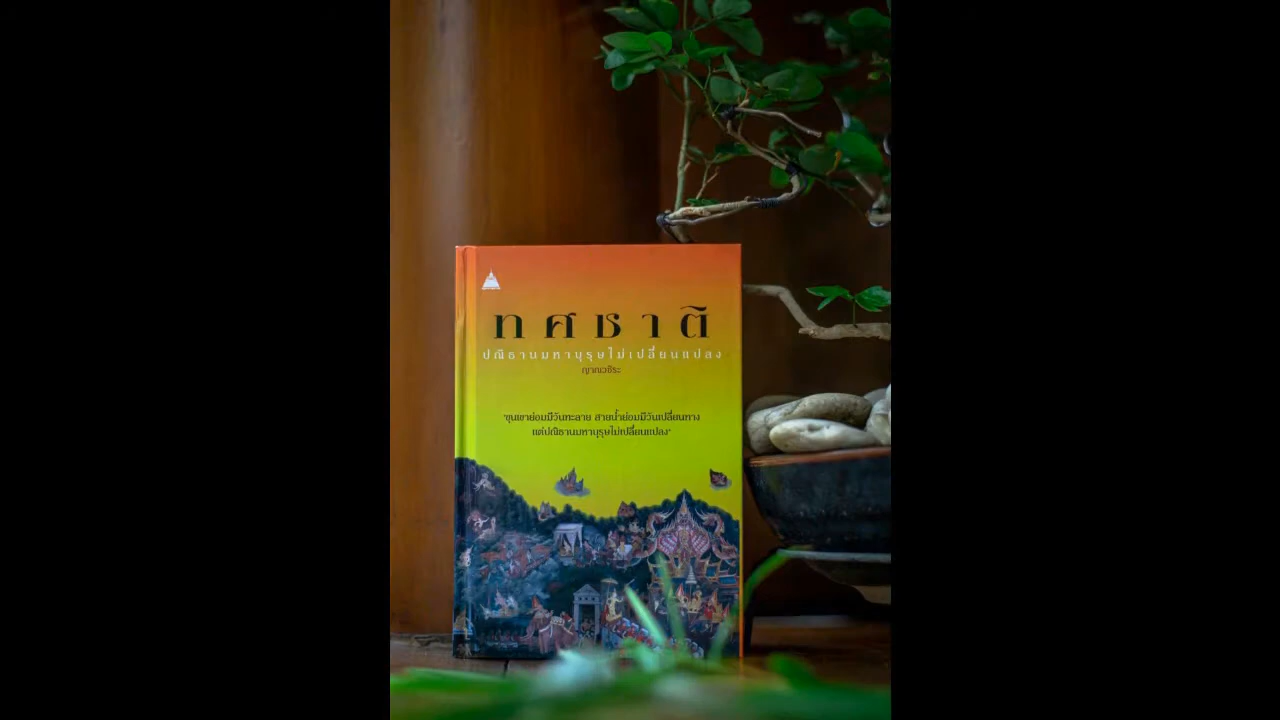 ทศชาติ
ปณิธานมหาบุรุษไม่เปลี่ยนแปลง
ญาณวชิระ
"ขุนเขาย่อมมีวันทะลาย สายน้ำย่อมมีวันเปลี่ยนทาง
แต่ปณิธานมหาบุรุษไม่เปลี่ยนแปลง"